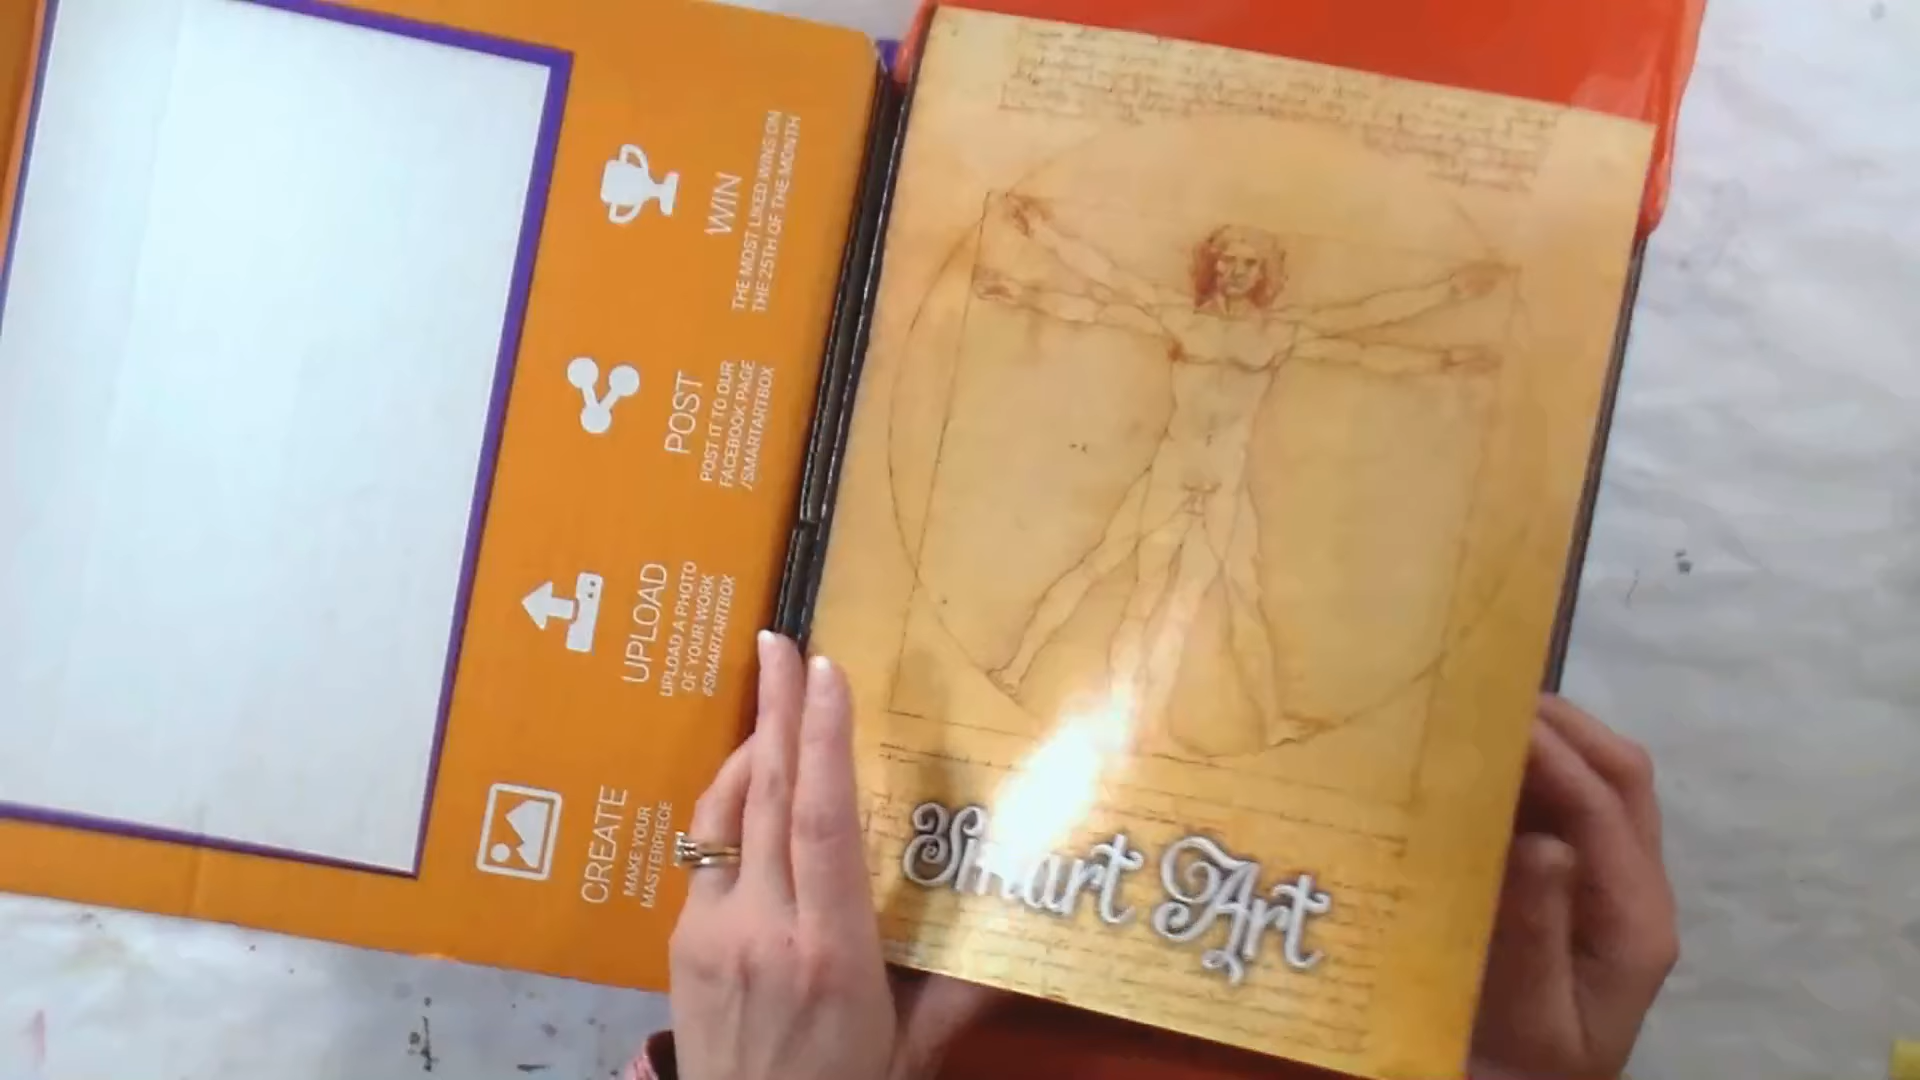 WIN
THE MOST LIKED WINS ON
THE 25TH OF THE MONTH
POST
POST IT TO OUR
FACEBOOK PAGE
/SMARTARTBOX
UPLOAD
UPLOAD A PHOTO
OF YOUR WORK
#SMARTARTBOX
CREATE
MAKE YOUR
MASTERPIECE
Smart Art